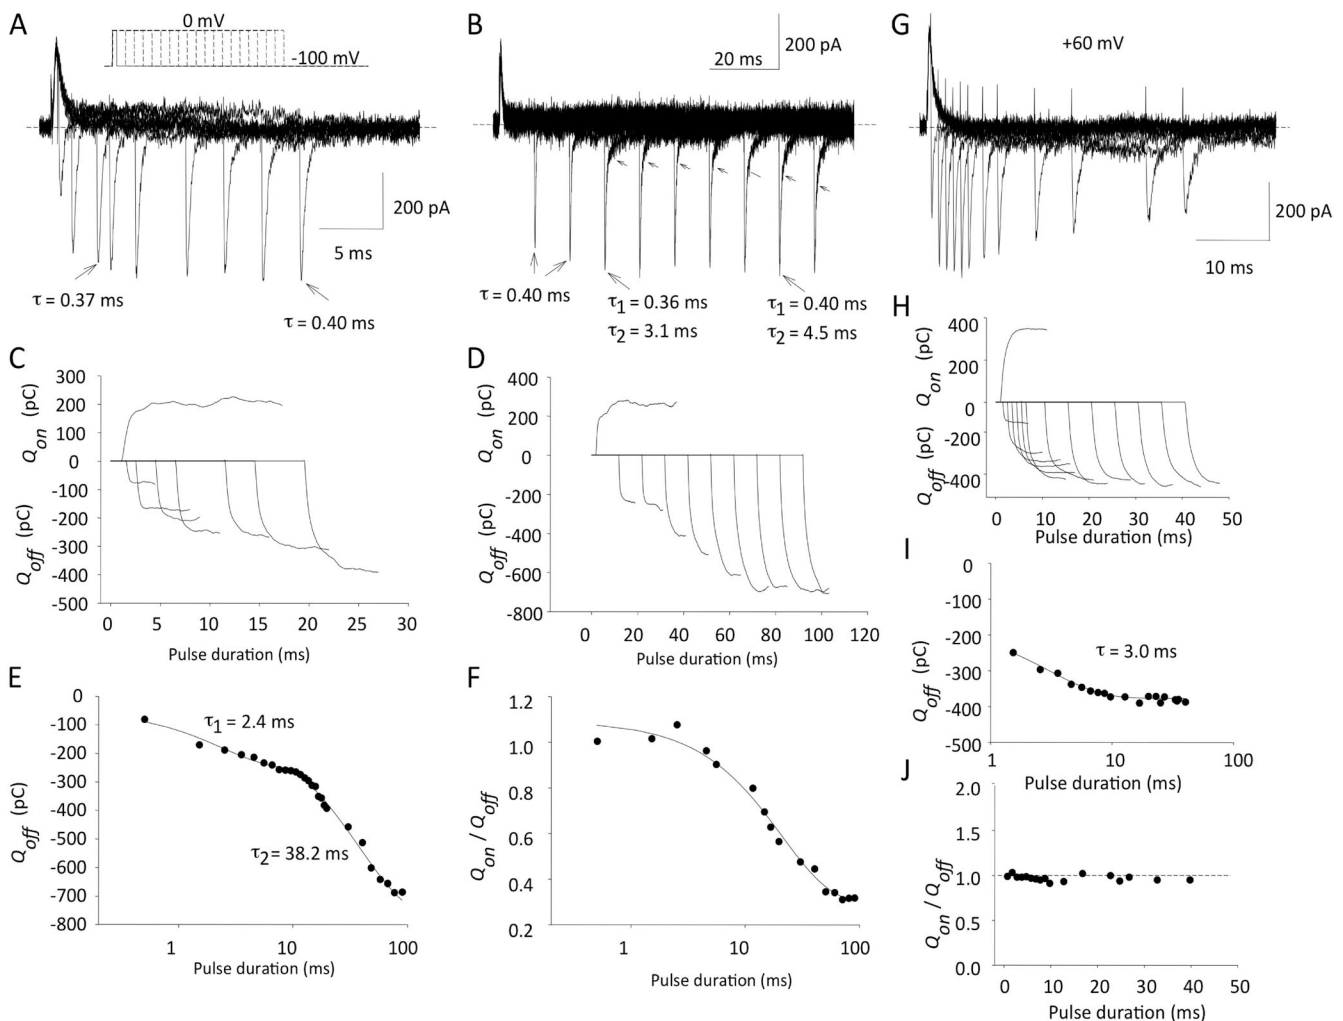 A
0 mV
-100 mV
200 pA
5 ms
τ = 0.37 ms
τ = 0.40 ms
B
200 pA
20 ms
τ = 0.40 ms
τ1 = 0.36 ms
τ2 = 3.1 ms
τ1 = 0.40 ms
τ2 = 4.5 ms
G
+60 mV
200 pA
10 ms
C
300
200
100
0
-100
-200
-300
-400
-500
Qon (pC)
Qoff (pC)
0 5 10 15 20 25 30
Pulse duration (ms)
D
400
200
0
-200
-400
-600
-800
Qon (pC)
Qoff (pC)
0 20 40 60 80 100 120
Pulse duration (ms)
H
400
200
0
-200
-400
Qon (pC)
Qoff (pC)
0 10 20 30 40 50
Pulse duration (ms)
E
0
-100
-200
-300
-400
-500
-600
-700
-800
Qoff (pC)
τ1 = 2.4 ms
τ2 = 38.2 ms
1 10 100
Pulse duration (ms)
F
1.2
1.0
0.8
0.6
0.4
0.2
Qon / Qoff
1 10 100
Pulse duration (ms)
I
0
-100
-200
-300
-400
-500
Qoff (pC)
τ = 3.0 ms
1 10 100
Pulse duration (ms)
J
2.0
1.5
1.0
0.5
0.0
Qon / Qoff
0 10 20 30 40 50
Pulse duration (ms)